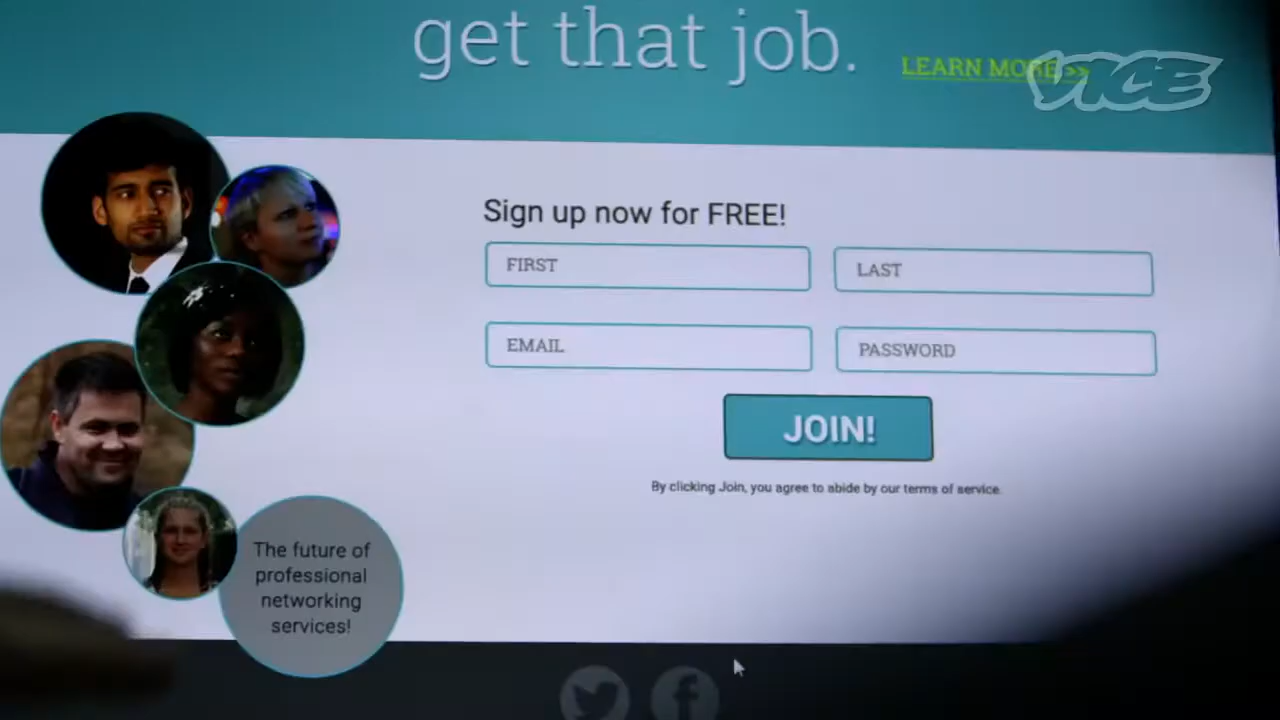 get that job.
LEARN MORE >>
VICE
Sign up now for FREE!
FIRST
LAST
EMAIL
PASSWORD
JOIN!
By clicking Join, you agree to abide by our terms of service.
The future of
professional
networking
services!